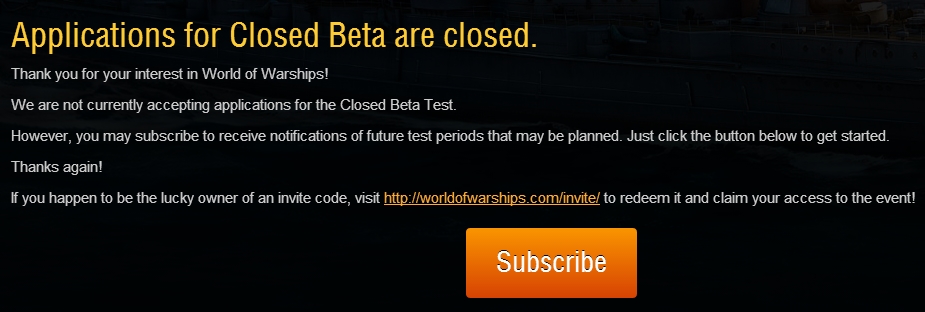 Applications for Closed Beta are closed.
Thank you for your interest in World of Warships!
We are not currently accepting applications for the Closed Beta Test.
However, you may subscribe to receive notifications of future test periods that may be planned. Just click the button below to get started.
Thanks again!
If you happen to be the lucky owner of an invite code, visit http://worldofwarships.com/invite/ to redeem it and claim your access to the event!
Subscribe